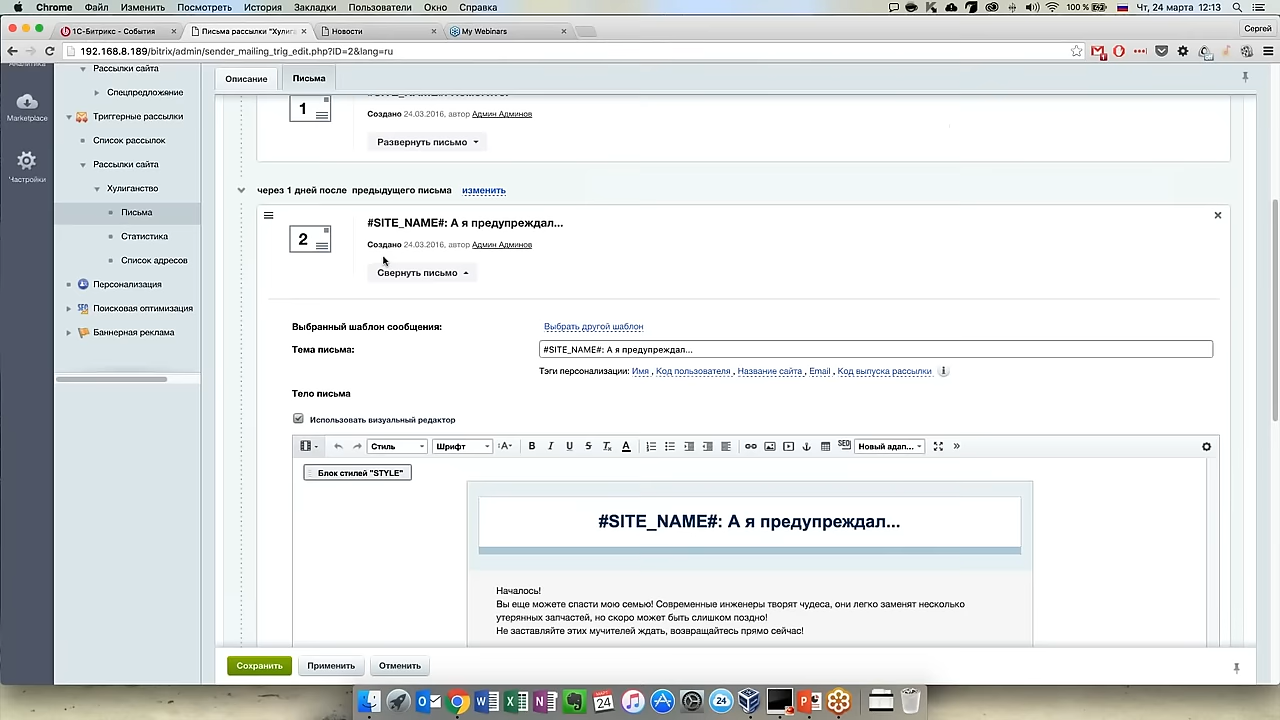 Chrome Файл Изменить Посмотреть История Закладки Пользователи Окно Справка 100 % Чт, 24 марта 12:13
1С-Битрикс - События Письма рассылки "Хулига Новости My Webinars Сергей
192.168.8.189/bitrix/admin/sender_mailing_trig_edit.php?ID=2&lang=ru
Marketplace
Настройки
Рассылки сайта
Спецпредложение
Триггерные рассылки
Список рассылок
Рассылки сайта
Хулиганство
Письма
Статистика
Список адресов
Персонализация
Поисковая оптимизация
Баннерная реклама
Описание Письма
1
Создано 24.03.2016, автор Админ Админов
Развернуть письмо
через 1 дней после предыдущего письма изменить
2
#SITE_NAME#: А я предупреждал...
Создано 24.03.2016, автор Админ Админов
Свернуть письмо
Выбранный шаблон сообщения: Выбрать другой шаблон
Тема письма: #SITE_NAME#: А я предупреждал...
Тэги персонализации: Имя , Код пользователя , Название сайта , Email , Код выпуска рассылки
Тело письма
Использовать визуальный редактор
Стиль Шрифт A B I U S Tx A SEO Новый адап...
Блок стилей "STYLE"
#SITE_NAME#: А я предупреждал...
Началось!
Вы еще можете спасти мою семью! Современные инженеры творят чудеса, они легко заменят несколько
утерянных запчастей, но скоро может быть слишком поздно!
Не заставляйте этих мучителей ждать, возвращайтесь прямо сейчас!
Сохранить Применить Отменить